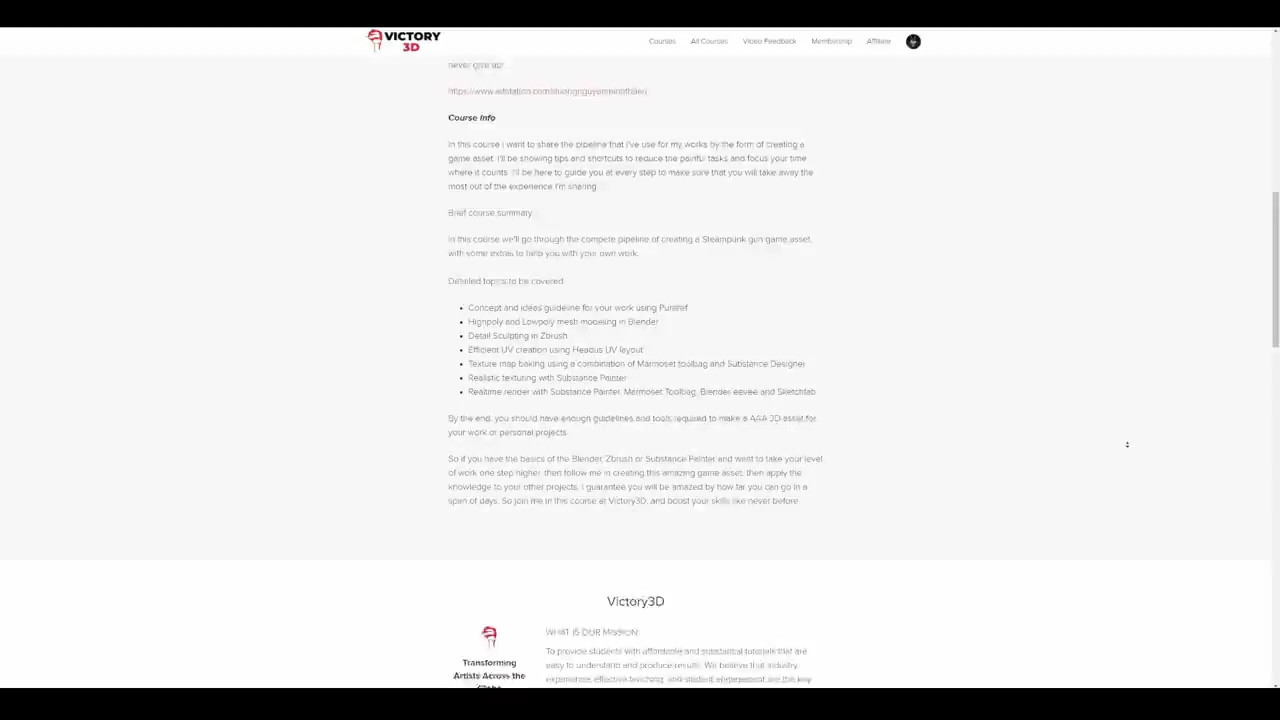 VICTORY
3D
Courses All Courses Video Feedback Membership Affiliate
never give up!
Course Info
In this course I want to share the pipeline that I've use for my works by the form of creating a
game asset. I'll be showing tips and shortcuts to reduce the painful tasks and focus your time
where it counts. I'll be here to guide you at every step to make sure that you will take away the
most out of the experience I'm sharing.
Brief course summary
In this course we'll go through the compete pipeline of creating a Steampunk gun game asset,
with some extras to help you with your own work.
Detailed topics to be covered
• Concept and ideas guideline for your work using Pureref
• Highpoly and Lowpoly mesh modeling in Blender
• Detail Sculpting in Zbrush
• Efficient UV creation using Headus UV layout
• Texture map baking using a combination of Marmoset toolbag and Substance Designer
• Realistic texturing with Substance Painter
• Realtime render with Substance Painter, Marmoset Toolbag, Blender eevee and Sketchfab
By the end, you should have enough guidelines and tools required to make a AAA 3D asset for
your work or personal projects.
So if you have the basics of the Blender, Zbrush or Substance Painter and want to take your level
of work one step higher, then follow me in creating this amazing game asset, then apply the
knowledge to your other projects. I guarantee you will be amazed by how far you can go in a
span of days. So join me in this course at Victory3D, and boost your skills like never before.
Victory3D
WHAT IS OUR MISSION:
To provide students with affordable and substantial tutorials that are
easy to understand and produce results. We believe that industry
experience, effective teaching, and student engagement are the key
Transforming
Artists Across the
Globe